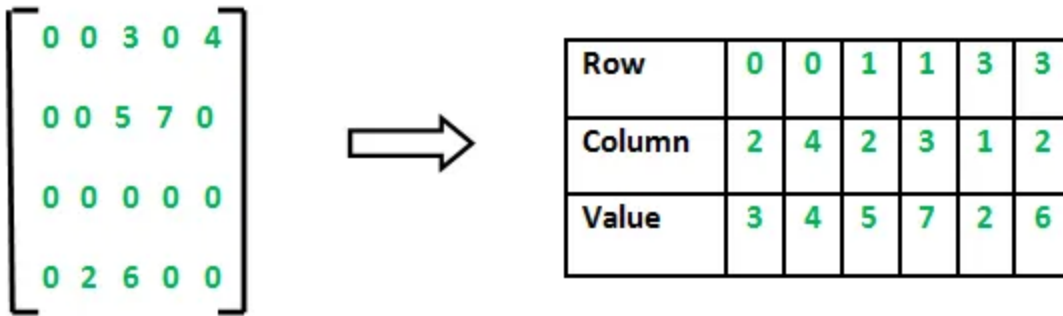 0 0 3 0 4
0 0 5 7 0
0 0 0 0 0
0 2 6 0 0
Row 0 0 1 1 3 3
Column 2 4 2 3 1 2
Value 3 4 5 7 2 6